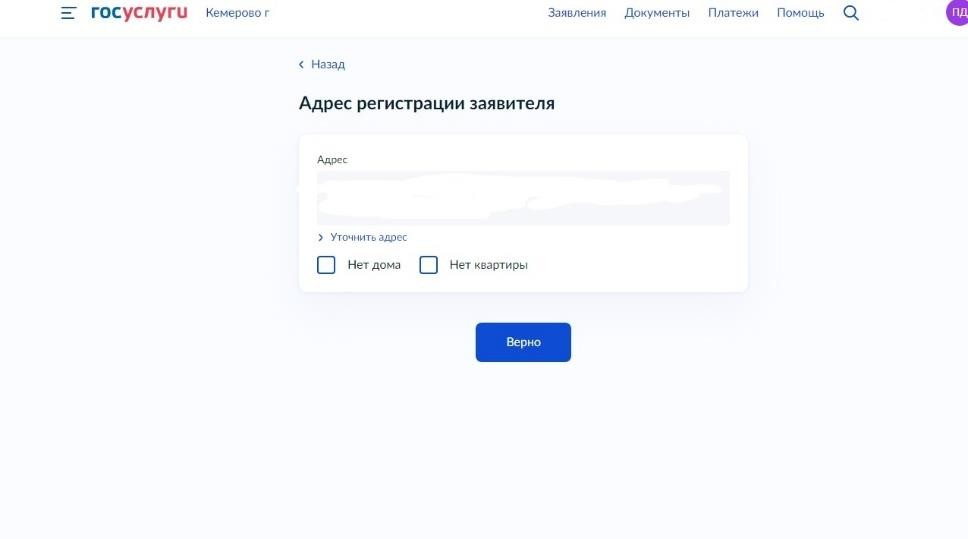 госуслуги Кемерово г Заявления Документы Платежи Помощь ПД
Назад
Адрес регистрации заявителя
Адрес
Уточнить адрес
Нет дома Нет квартиры
Верно